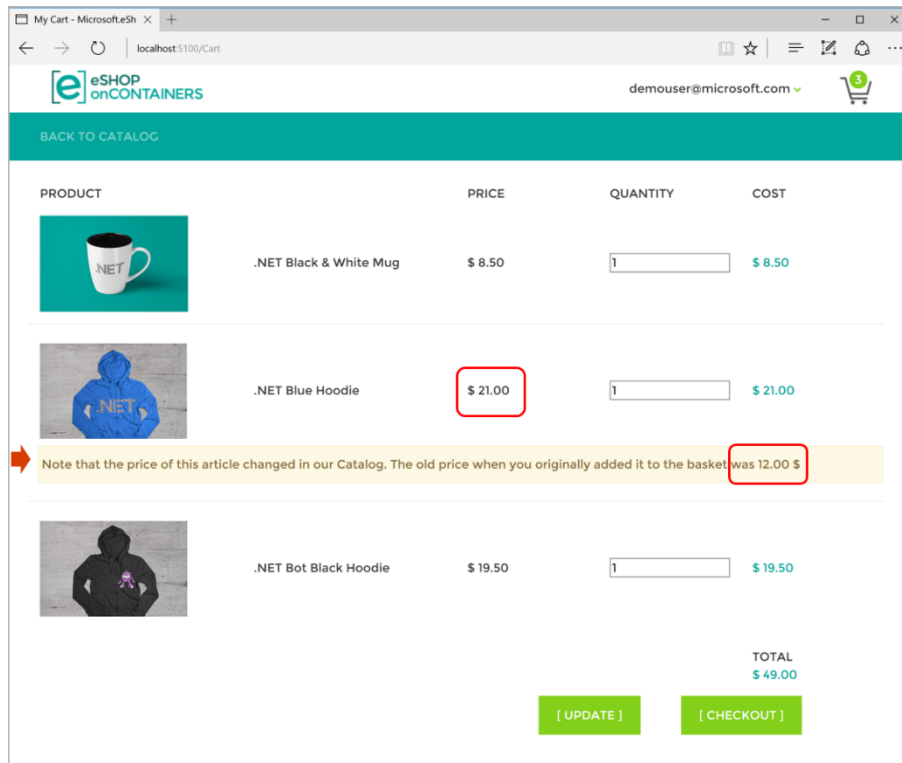 My Cart - Microsoft.eSh
localhost:5100/Cart
eSHOP
onCONTAINERS
demouser@microsoft.com
3
BACK TO CATALOG
PRODUCT PRICE QUANTITY COST
.NET
.NET Black & White Mug $ 8.50 1 $ 8.50
.NET
.NET Blue Hoodie $ 21.00 1 $ 21.00
Note that the price of this article changed in our Catalog. The old price when you originally added it to the basket was 12.00 $
.NET Bot Black Hoodie $ 19.50 1 $ 19.50
TOTAL
$ 49.00
[ UPDATE ] [ CHECKOUT ]